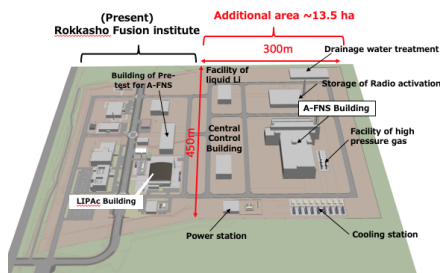 (Present)
Rokkasho Fusion institute
Additional area ~13.5 ha
300m
Drainage water treatment
Building of Pre-
test for A-FNS
Facility of
liquid Li
Storage of Radio activation
A-FNS Building
Central
Control
Building
450m
Facility of high
pressure gas
LIPAc Building
Power station
Cooling station